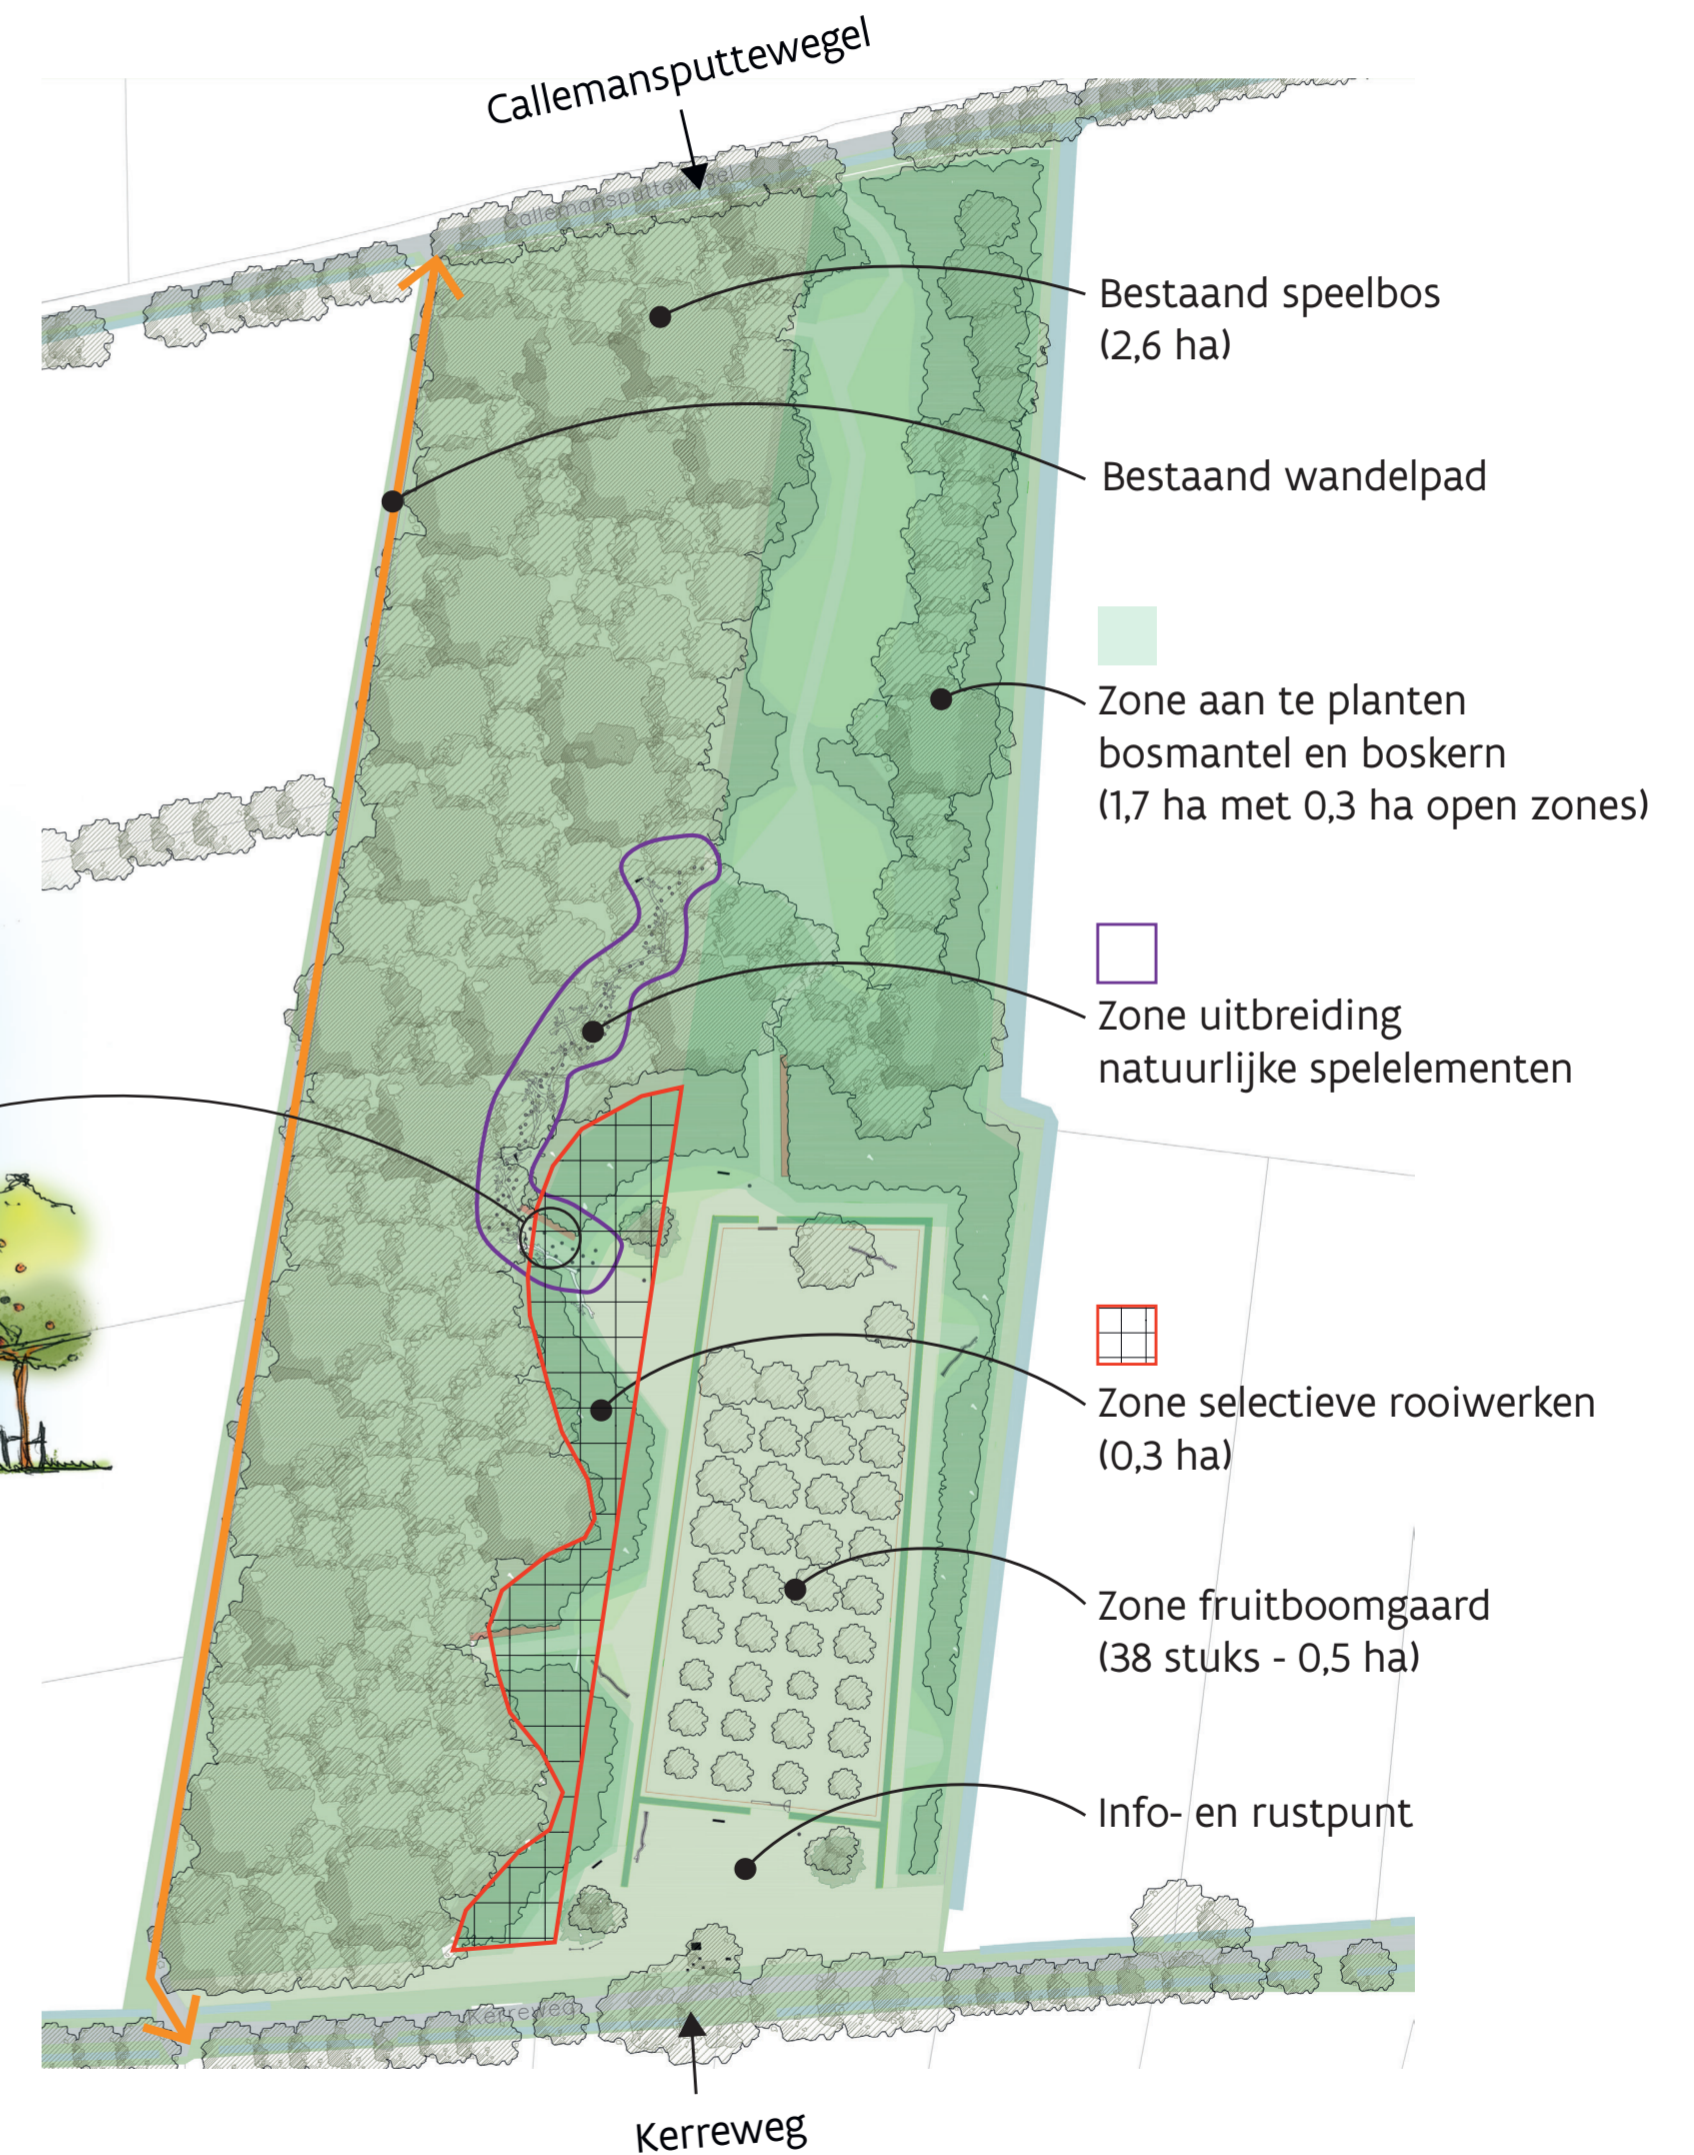 Callemansputtewegel
Callemansputtewegel
Bestaand speelbos
(2,6 ha)
Bestaand wandelpad
Zone aan te planten
bosmantel en boskern
(1,7 ha met 0,3 ha open zones)
Zone uitbreiding
natuurlijke spelelementen
Zone selectieve rooiwerken
(0,3 ha)
Zone fruitboomgaard
(38 stuks - 0,5 ha)
Info- en rustpunt
Kerreweg
Kerreweg